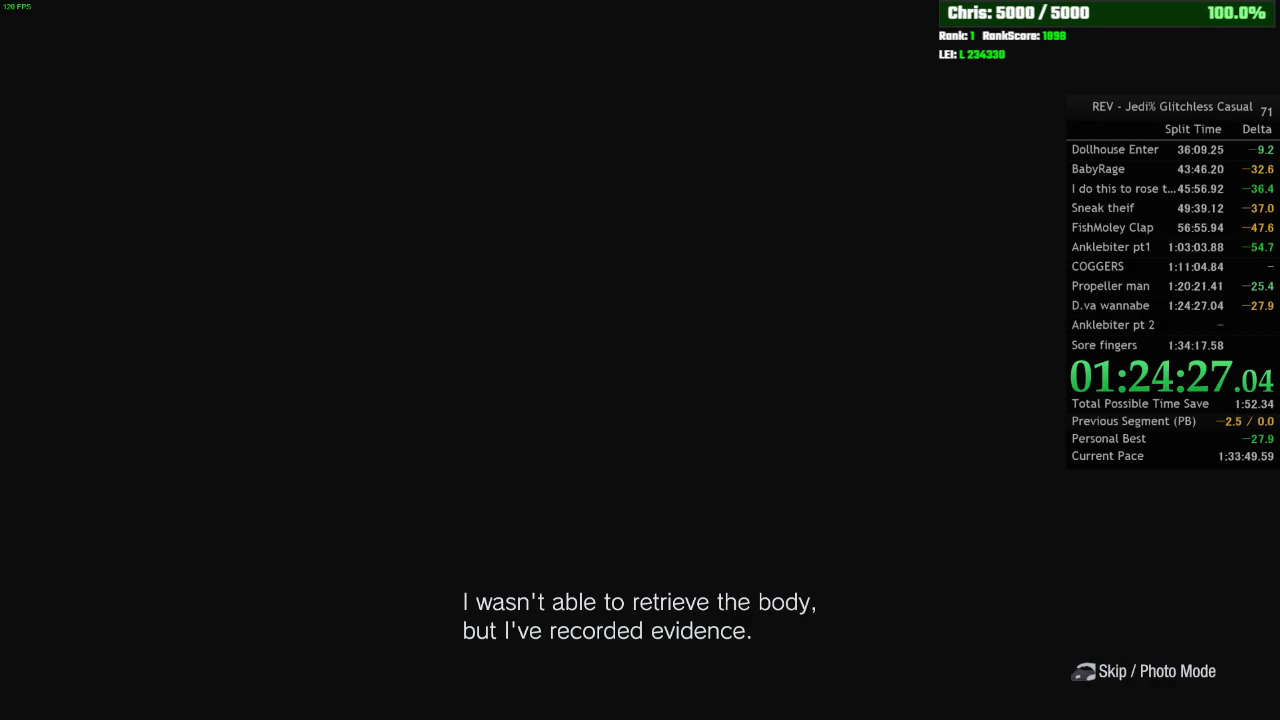 120 FPS
Chris: 5000 / 5000 100.0%
Rank: 1 RankScore: 1098
LEI: L 234330
REV - Jedi% Glitchless Casual 71
Split Time Delta
Dollhouse Enter 36:09.25 −9.2
BabyRage 43:46.20 −32.6
I do this to rose t... 45:56.92 −36.4
Sneak theif 49:39.12 −37.0
FishMoley Clap 56:55.94 −47.6
Anklebiter pt1 1:03:03.88 −54.7
COGGERS 1:11:04.84 −
Propeller man 1:20:21.41 −25.4
D.va wannabe 1:24:27.04 −27.9
Anklebiter pt 2 −
Sore fingers 1:34:17.58
01:24:27.04
Total Possible Time Save 1:52.34
Previous Segment (PB) −2.5 / 0.0
Personal Best −27.9
Current Pace 1:33:49.59
I wasn't able to retrieve the body,
but I've recorded evidence.
Skip / Photo Mode